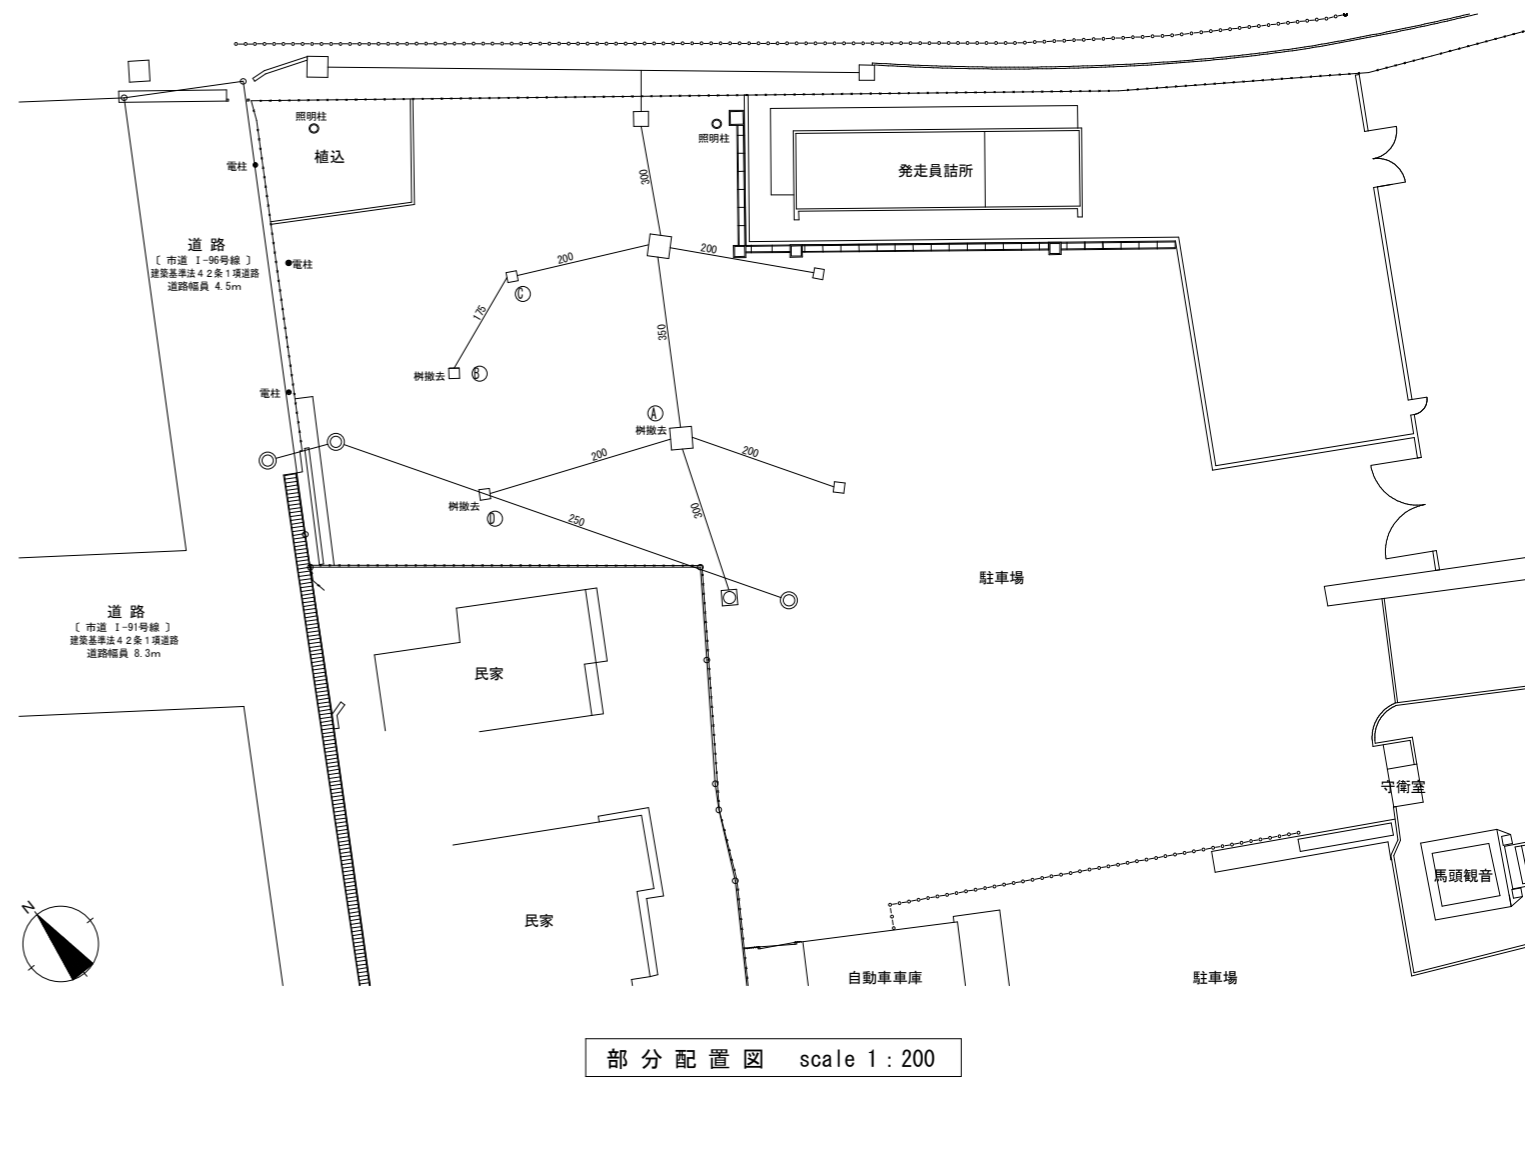 照明柱
植込
電柱
照明柱
発走員詰所
300
道 路
〔 市道 Ⅰ-96号線 〕
建築基準法42条1項道路
道路幅員 4.5m
電柱
200
200
Ⓒ
175
350
桝撤去
Ⓑ
電柱
Ⓐ
桝撤去
200
200
桝撤去
Ⓓ
250
300
駐車場
道 路
〔 市道 Ⅰ-91号線 〕
建築基準法42条1項道路
道路幅員 8.3m
民家
守衛室
馬頭観音
N
民家
自動車車庫
駐車場
部 分 配 置 図 scale 1 : 200